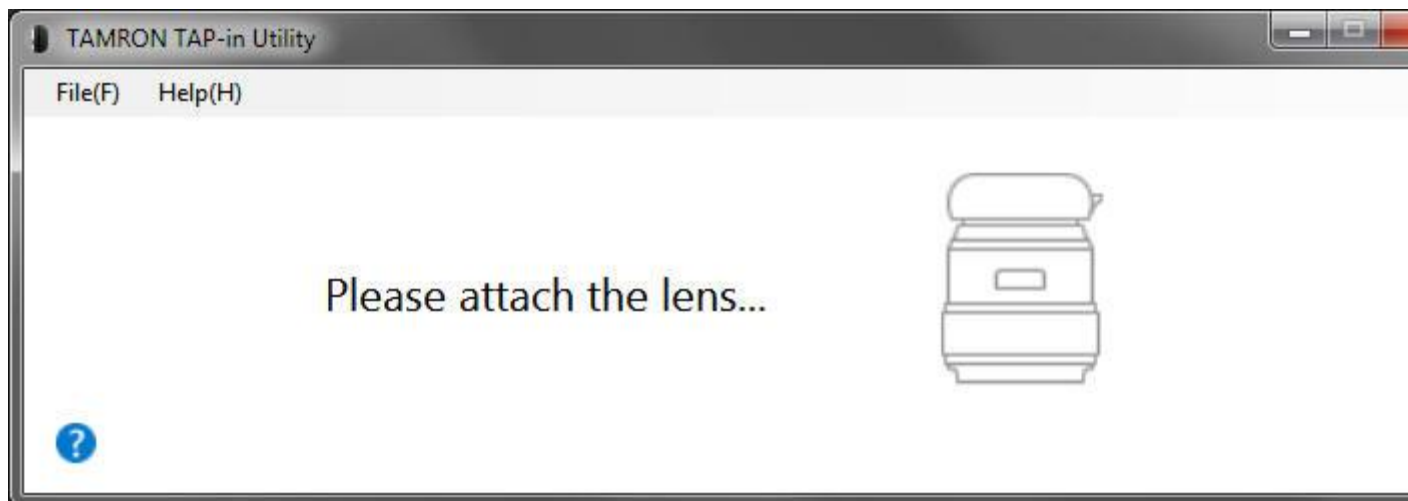 TAMRON TAP-in Utility
File(F) Help(H)
Please attach the lens...
?